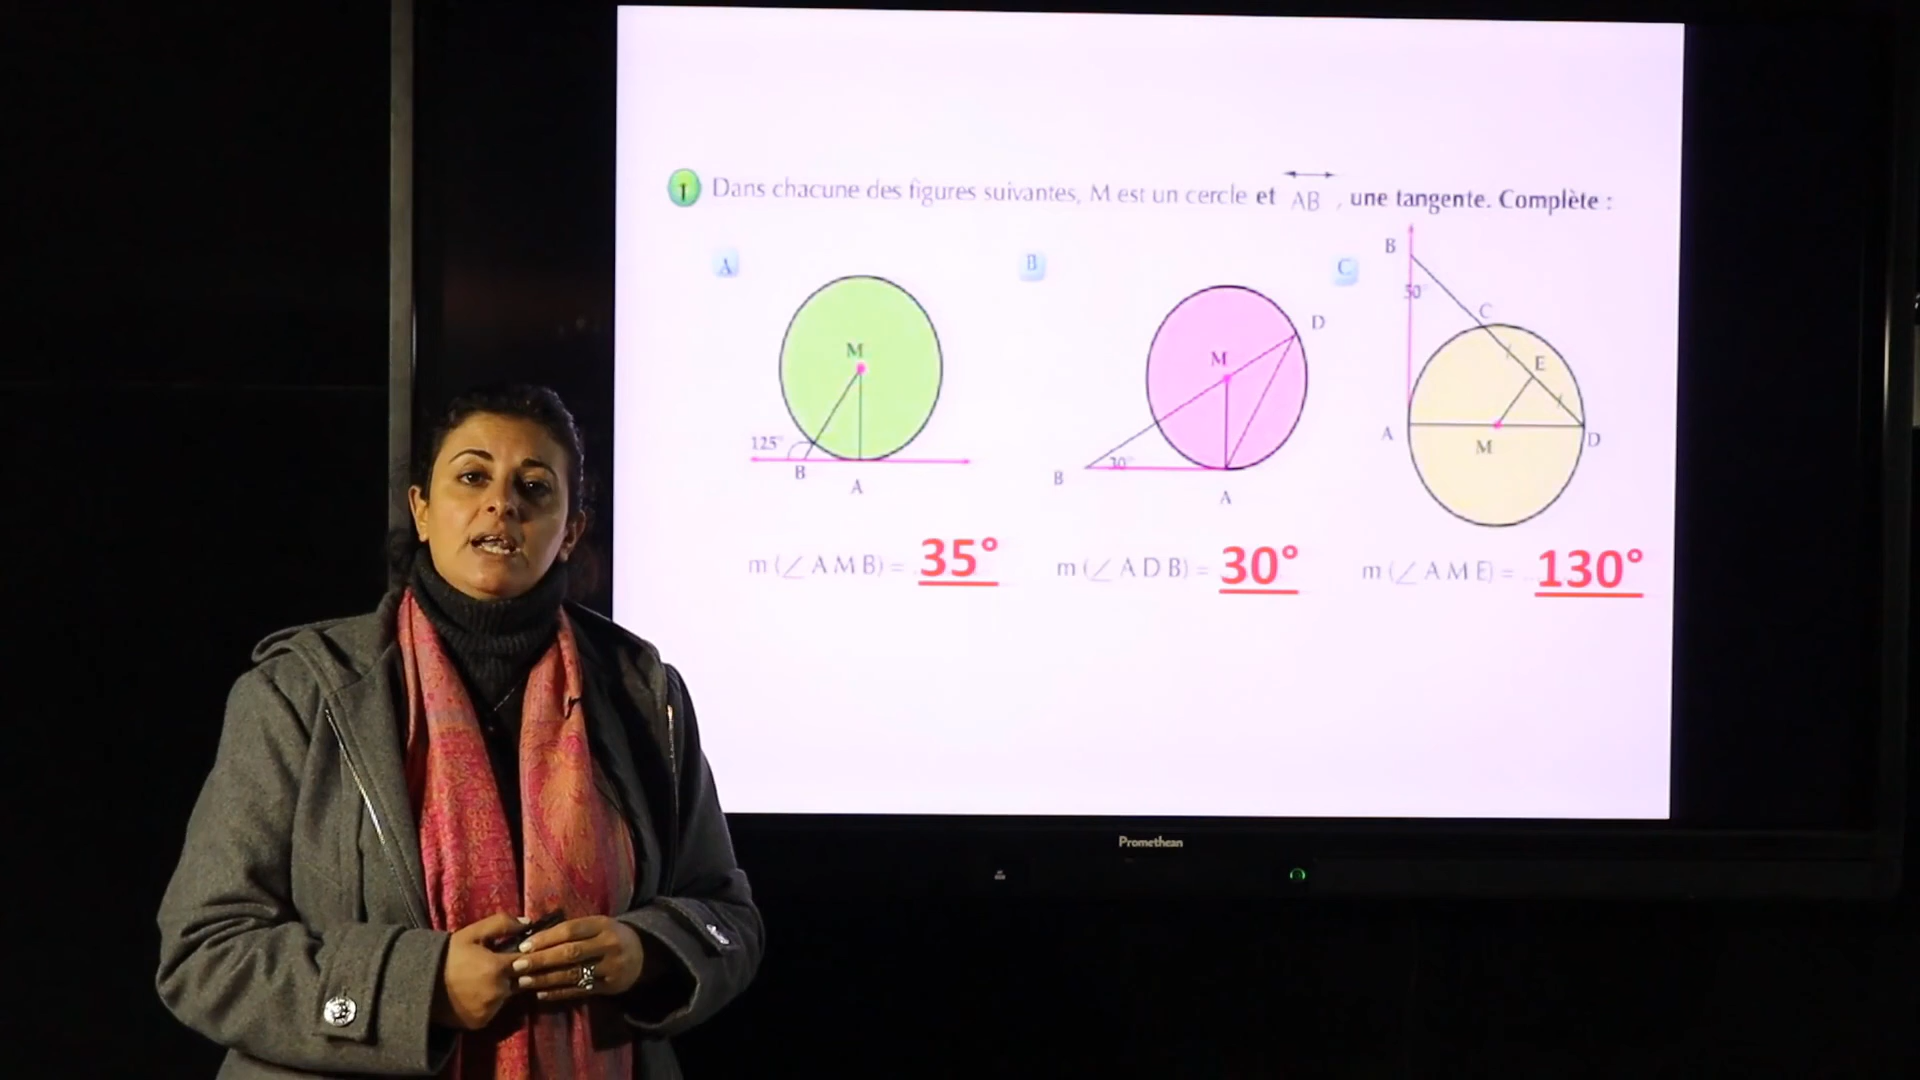 1 Dans chacune des figures suivantes, M est un cercle et AB , une tangente. Complète :
A
M
125°
B
A
m (∠ A M B) = 35°
B
D
M
30°
B
A
m (∠ A D B) = 30°
C
B
50°
C
E
A
M
D
m (∠ A M E) = 130°
Promethean